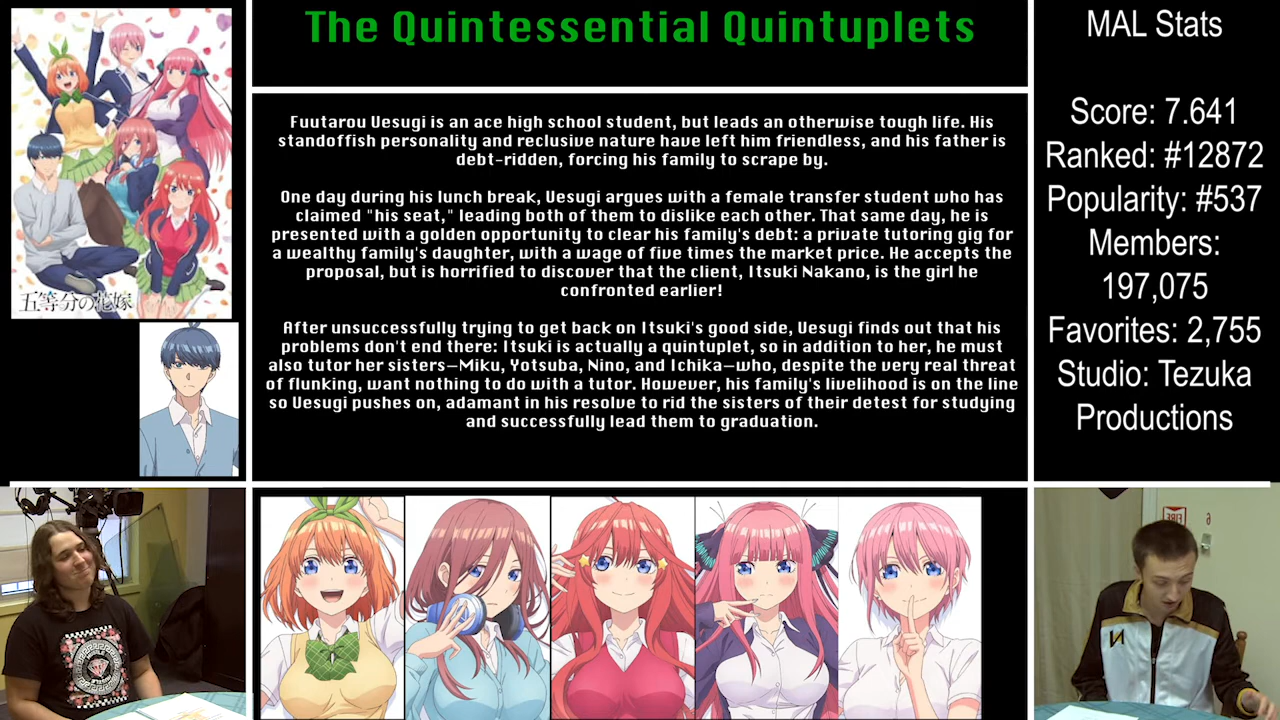 The Quintessential Quintuplets
MAL Stats
Score: 7.641
Ranked: #12872
Popularity: #537
Members:
197,075
Favorites: 2,755
Studio: Tezuka
Productions
Fuutarou Uesugi is an ace high school student, but leads an otherwise tough life. His
standoffish personality and reclusive nature have left him friendless, and his father is
debt-ridden, forcing his family to scrape by.
One day during his lunch break, Uesugi argues with a female transfer student who has
claimed "his seat," leading both of them to dislike each other. That same day, he is
presented with a golden opportunity to clear his family's debt: a private tutoring gig for
a wealthy family's daughter, with a wage of five times the market price. He accepts the
proposal, but is horrified to discover that the client, Itsuki Nakano, is the girl he
confronted earlier!
After unsuccessfully trying to get back on Itsuki's good side, Uesugi finds out that his
problems don't end there: Itsuki is actually a quintuplet, so in addition to her, he must
also tutor her sisters—Miku, Yotsuba, Nino, and Ichika—who, despite the very real threat
of flunking, want nothing to do with a tutor. However, his family's livelihood is on the line
so Uesugi pushes on, adamant in his resolve to rid the sisters of their detest for studying
and successfully lead them to graduation.
五等分の花嫁
FIRE